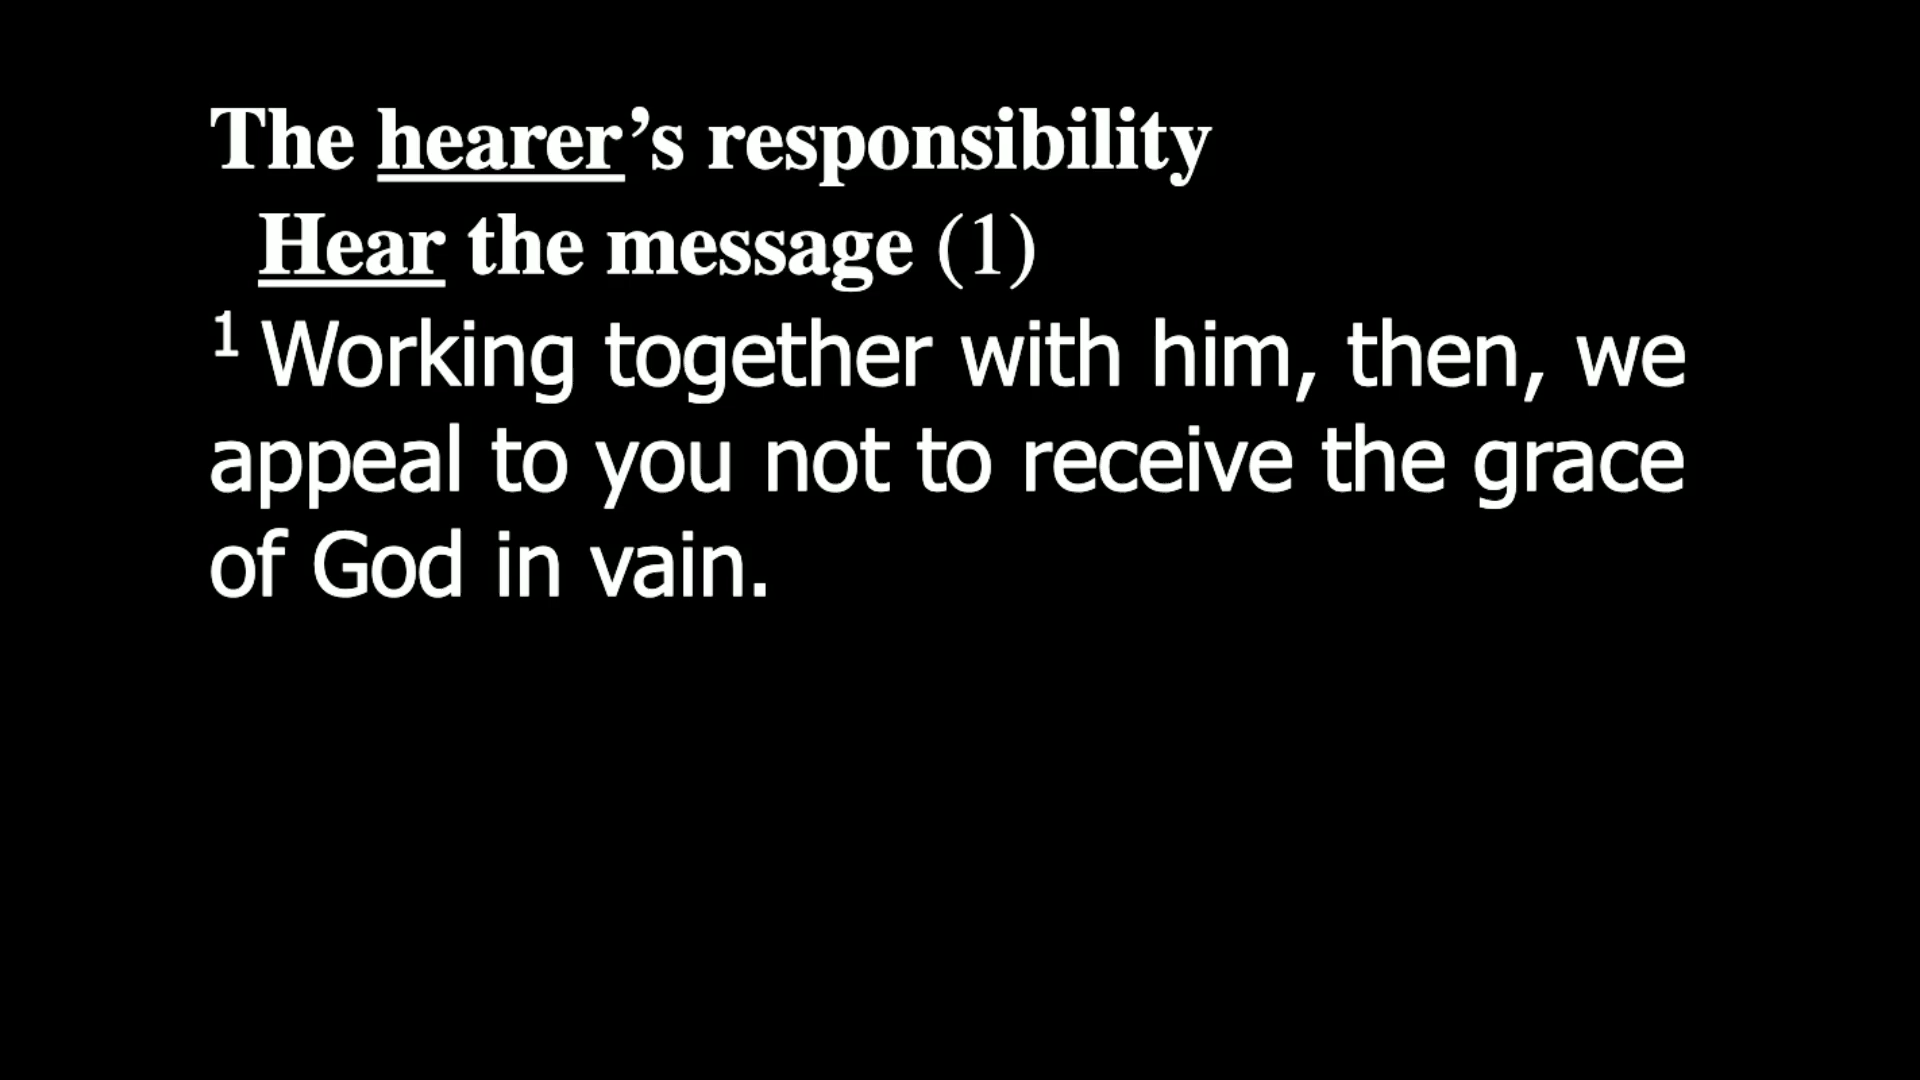 The hearer’s responsibility
Hear the message (1)
1 Working together with him, then, we
appeal to you not to receive the grace
of God in vain.